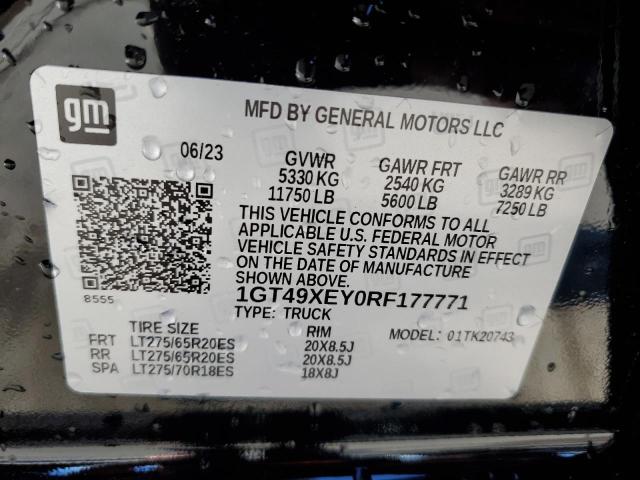 gm
MFD BY GENERAL MOTORS LLC
06/23 GVWR GAWR FRT GAWR RR
5330 KG 2540 KG 3289 KG
11750 LB 5600 LB 7250 LB
THIS VEHICLE CONFORMS TO ALL
APPLICABLE U.S. FEDERAL MOTOR
VEHICLE SAFETY STANDARDS IN EFFECT
ON THE DATE OF MANUFACTURE
SHOWN ABOVE.
8555 1GT49XEY0RF177771
TYPE: TRUCK
TIRE SIZE RIM MODEL: 01TK20743
FRT LT275/65R20ES 20X8.5J
RR LT275/65R20ES 20X8.5J
SPA LT275/70R18ES 18X8J